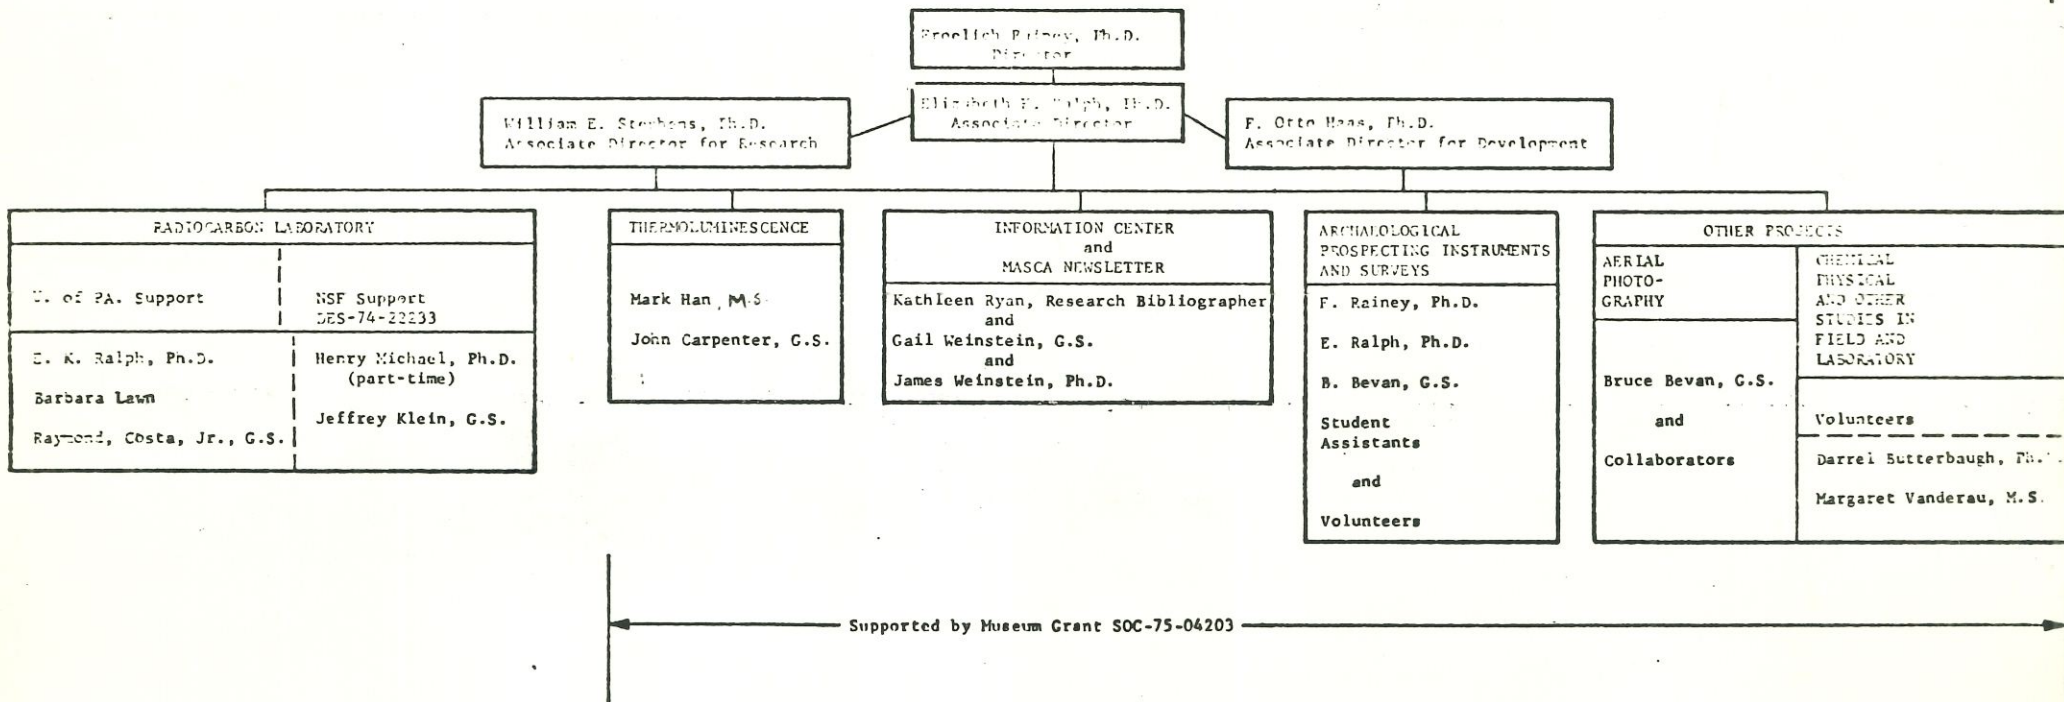 Froelich Rainey, Ph.D.
Director
Elizabeth K. Ralph, Ph.D.
Associate Director
William E. Stephens, Ph.D.
Associate Director for Research
F. Otto Haas, Ph.D.
Associate Director for Development
RADIOCARBON LABORATORY
U. of PA. Support
NSF Support
DES-74-22233
E. K. Ralph, Ph.D.
Barbara Lawn
Raymond, Costa, Jr., G.S.
Henry Michael, Ph.D.
(part-time)
Jeffrey Klein, G.S.
THERMOLUMINESCENCE
Mark Han, M.S.
John Carpenter, G.S.
INFORMATION CENTER
and
MASCA NEWSLETTER
Kathleen Ryan, Research Bibliographer
and
Gail Weinstein, G.S.
and
James Weinstein, Ph.D.
ARCHALOLOGICAL
PROSPECTING INSTRUMENTS
AND SURVEYS
F. Rainey, Ph.D.
E. Ralph, Ph.D.
B. Bevan, G.S.
Student
Assistants
and
Volunteers
OTHER PROJECTS
AERIAL
PHOTO-
GRAPHY
Bruce Bevan, G.S.
and
Collaborators
CHEMICAL
PHYSICAL
AND OTHER
STUDIES IN
FIELD AND
LABORATORY
Volunteers
Darrel Butterbaugh, Ph.
Margaret Vanderau, M.S.
Supported by Museum Grant SOC-75-04203